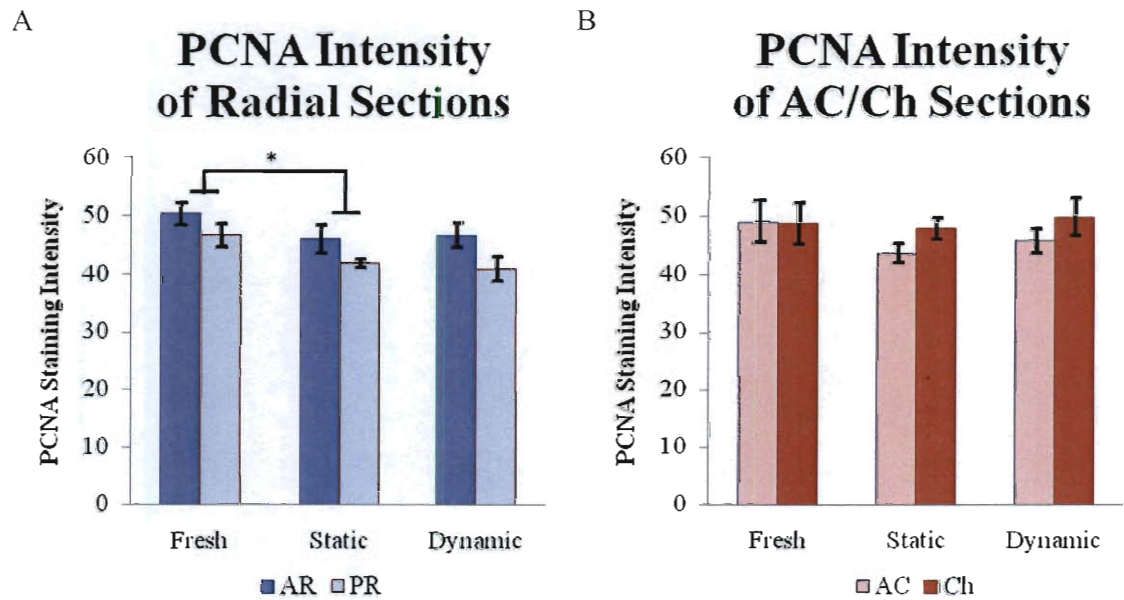 A
PCNA Intensity
of Radial Sections
*
PCNA Staining Intensity
60
50
40
30
20
10
0
Fresh Static Dynamic
AR PR
B
PCNA Intensity
of AC/Ch Sections
PCNA Staining Intensity
60
50
40
30
20
10
0
Fresh Static Dynamic
AC Ch